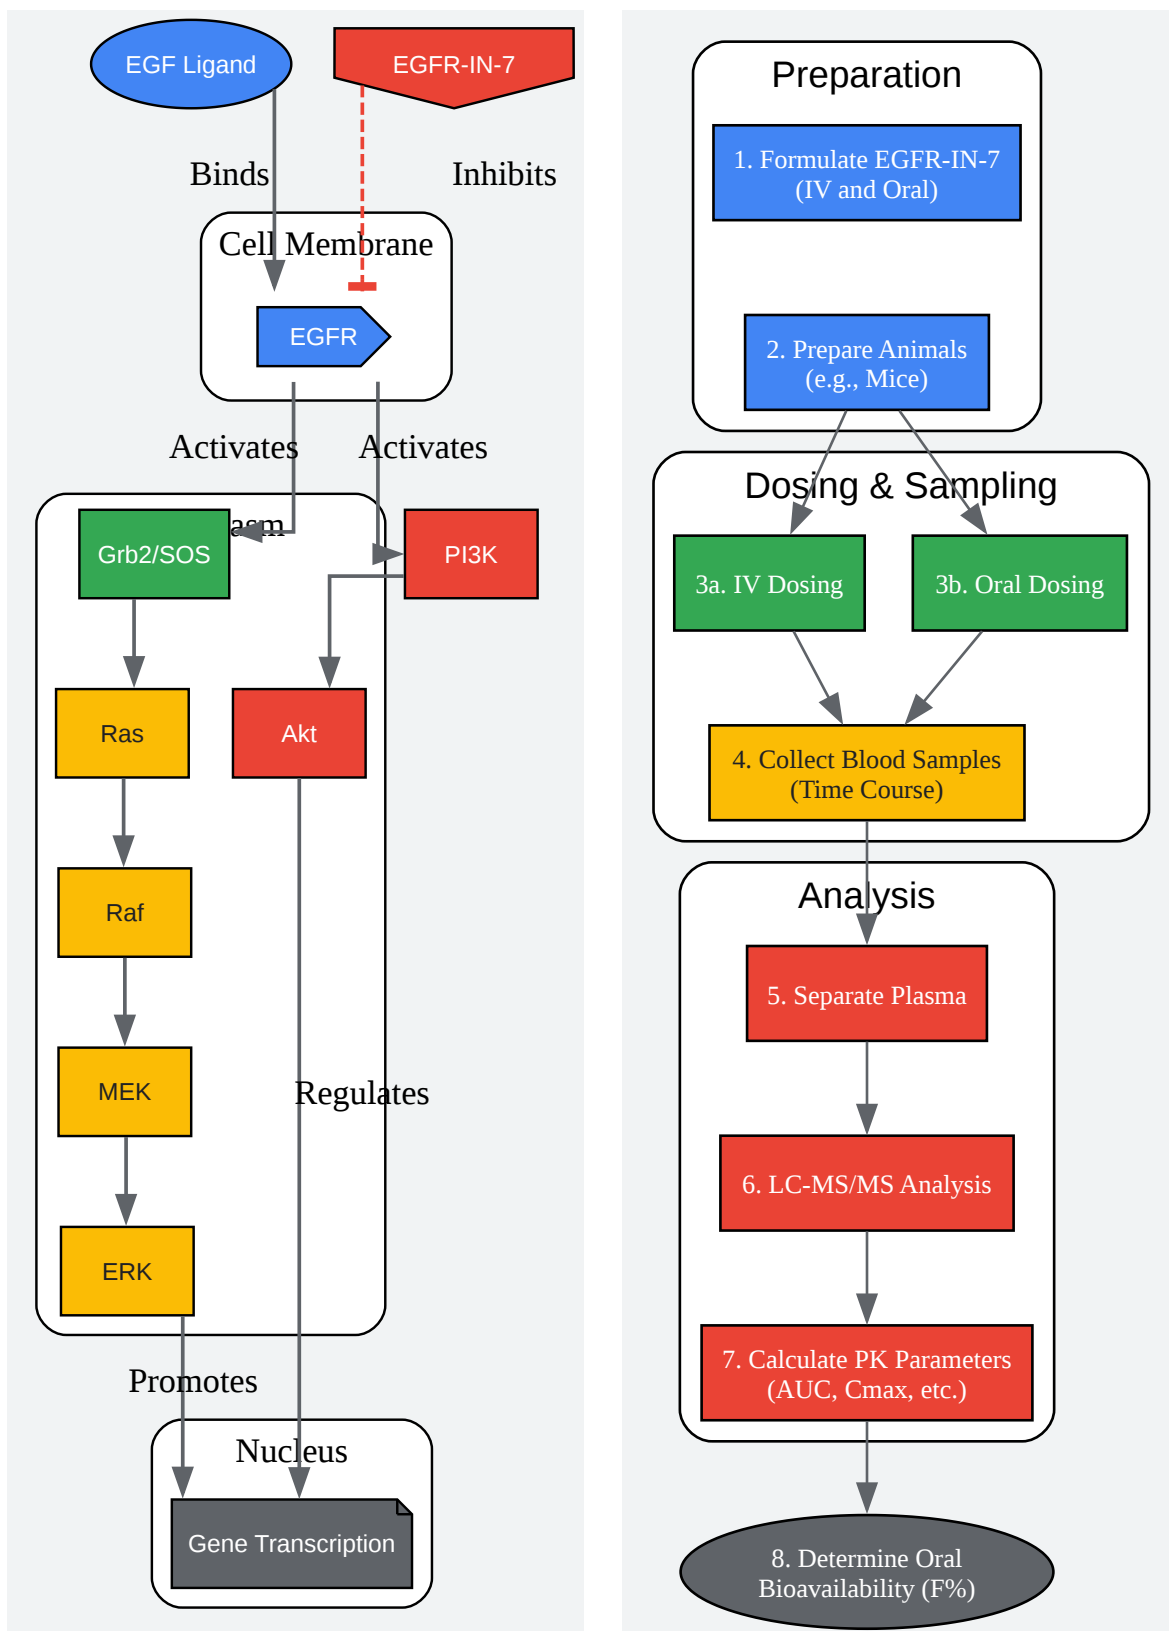 EGF Ligand
EGFR-IN-7
Binds
Inhibits
Cell Membrane
EGFR
Activates
Activates
asm
Grb2/SOS
PI3K
Ras
Akt
Raf
MEK
Regulates
ERK
Promotes
Nucleus
Gene Transcription
Preparation
1. Formulate EGFR-IN-7
(IV and Oral)
2. Prepare Animals
(e.g., Mice)
Dosing & Sampling
3a. IV Dosing
3b. Oral Dosing
4. Collect Blood Samples
(Time Course)
Analysis
5. Separate Plasma
6. LC-MS/MS Analysis
7. Calculate PK Parameters
(AUC, Cmax, etc.)
8. Determine Oral
Bioavailability (F%)